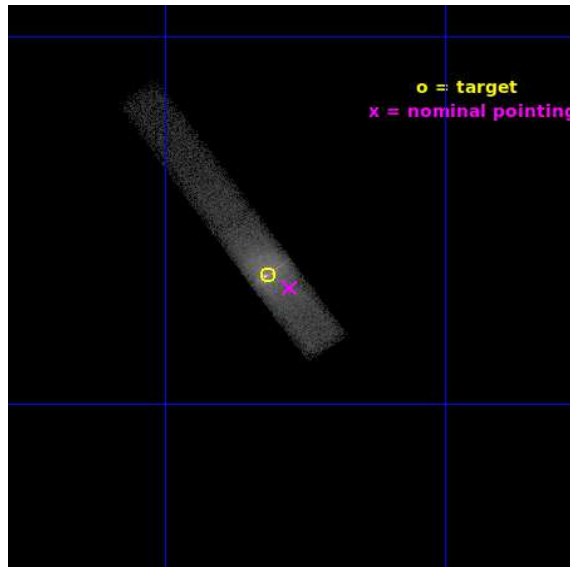 o = target
x = nominal pointing